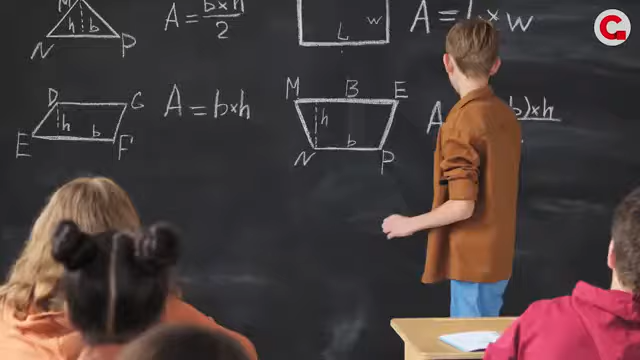 M
h b
N P
A = b×h
2
L
w
A = L×w
D G
h b
E F
A = b×h
M B E
h
b
N P
A
b)×h
G